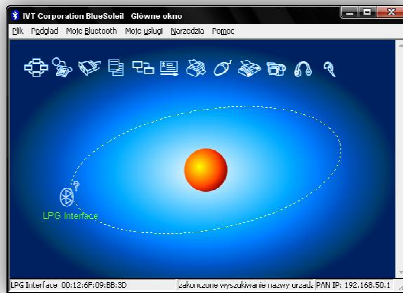 IVT Corporation BlueSoleil Główne okno
Plik Podgląd Moje Bluetooth Moje usługi Narzędzia Pomoc
?
LPG Interface
LPG Interface 00:12:6F:09:BB:5D zakończone wyszukiwanie nazwy urządz PAN IP: 192.168.50.1